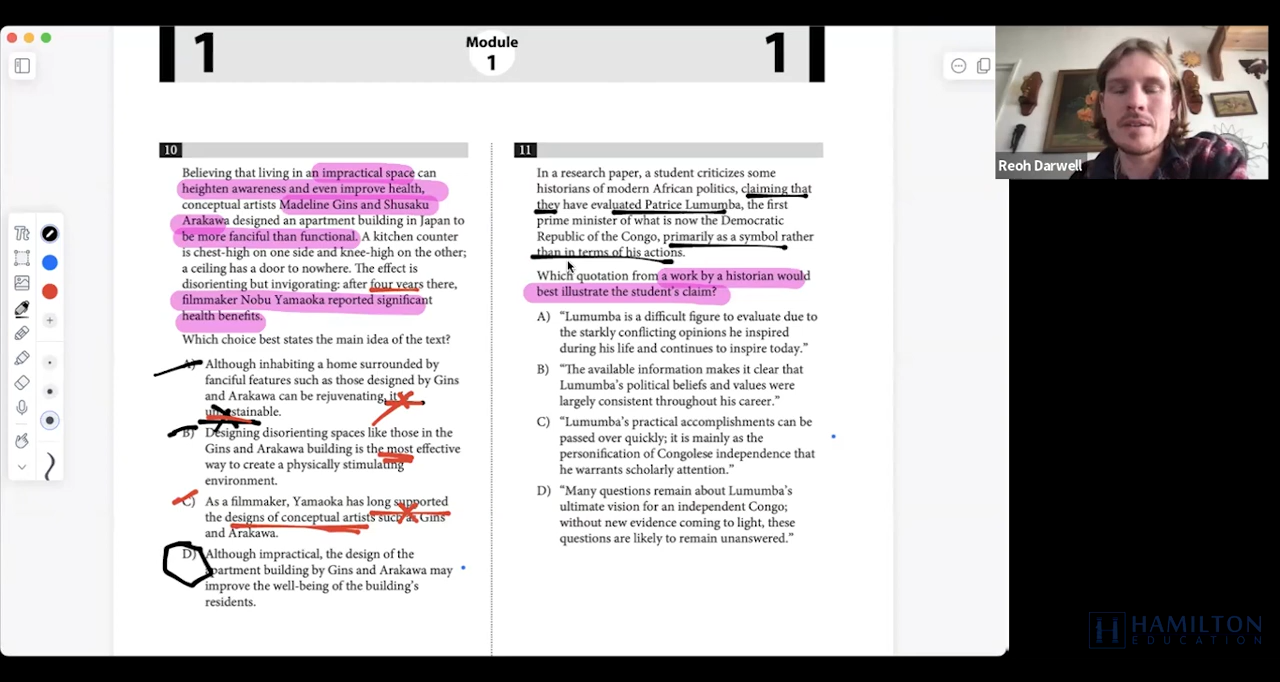 1
Module
1
1
Reoh Darwell
10
Believing that living in an impractical space can
heighten awareness and even improve health,
conceptual artists Madeline Gins and Shusaku
Arakawa designed an apartment building in Japan to
be more fanciful than functional. A kitchen counter
is chest-high on one side and knee-high on the other;
a ceiling has a door to nowhere. The effect is
disorienting but invigorating: after four years there,
filmmaker Nobu Yamaoka reported significant
health benefits.
Which choice best states the main idea of the text?
A) Although inhabiting a home surrounded by
fanciful features such as those designed by Gins
and Arakawa can be rejuvenating, it is
unsustainable.
B) Designing disorienting spaces like those in the
Gins and Arakawa building is the most effective
way to create a physically stimulating
environment.
C) As a filmmaker, Yamaoka has long supported
the designs of conceptual artists such as Gins
and Arakawa.
D) Although impractical, the design of the
apartment building by Gins and Arakawa may
improve the well-being of the building's
residents.
11
In a research paper, a student criticizes some
historians of modern African politics, claiming that
they have evaluated Patrice Lumumba, the first
prime minister of what is now the Democratic
Republic of the Congo, primarily as a symbol rather
than in terms of his actions.
Which quotation from a work by a historian would
best illustrate the student's claim?
A) “Lumumba is a difficult figure to evaluate due to
the starkly conflicting opinions he inspired
during his life and continues to inspire today.”
B) “The available information makes it clear that
Lumumba's political beliefs and values were
largely consistent throughout his career.”
C) “Lumumba's practical accomplishments can be
passed over quickly; it is mainly as the
personification of Congolese independence that
he warrants scholarly attention.”
D) “Many questions remain about Lumumba's
ultimate vision for an independent Congo;
without new evidence coming to light, these
questions are likely to remain unanswered.”
HAMILTON
EDUCATION